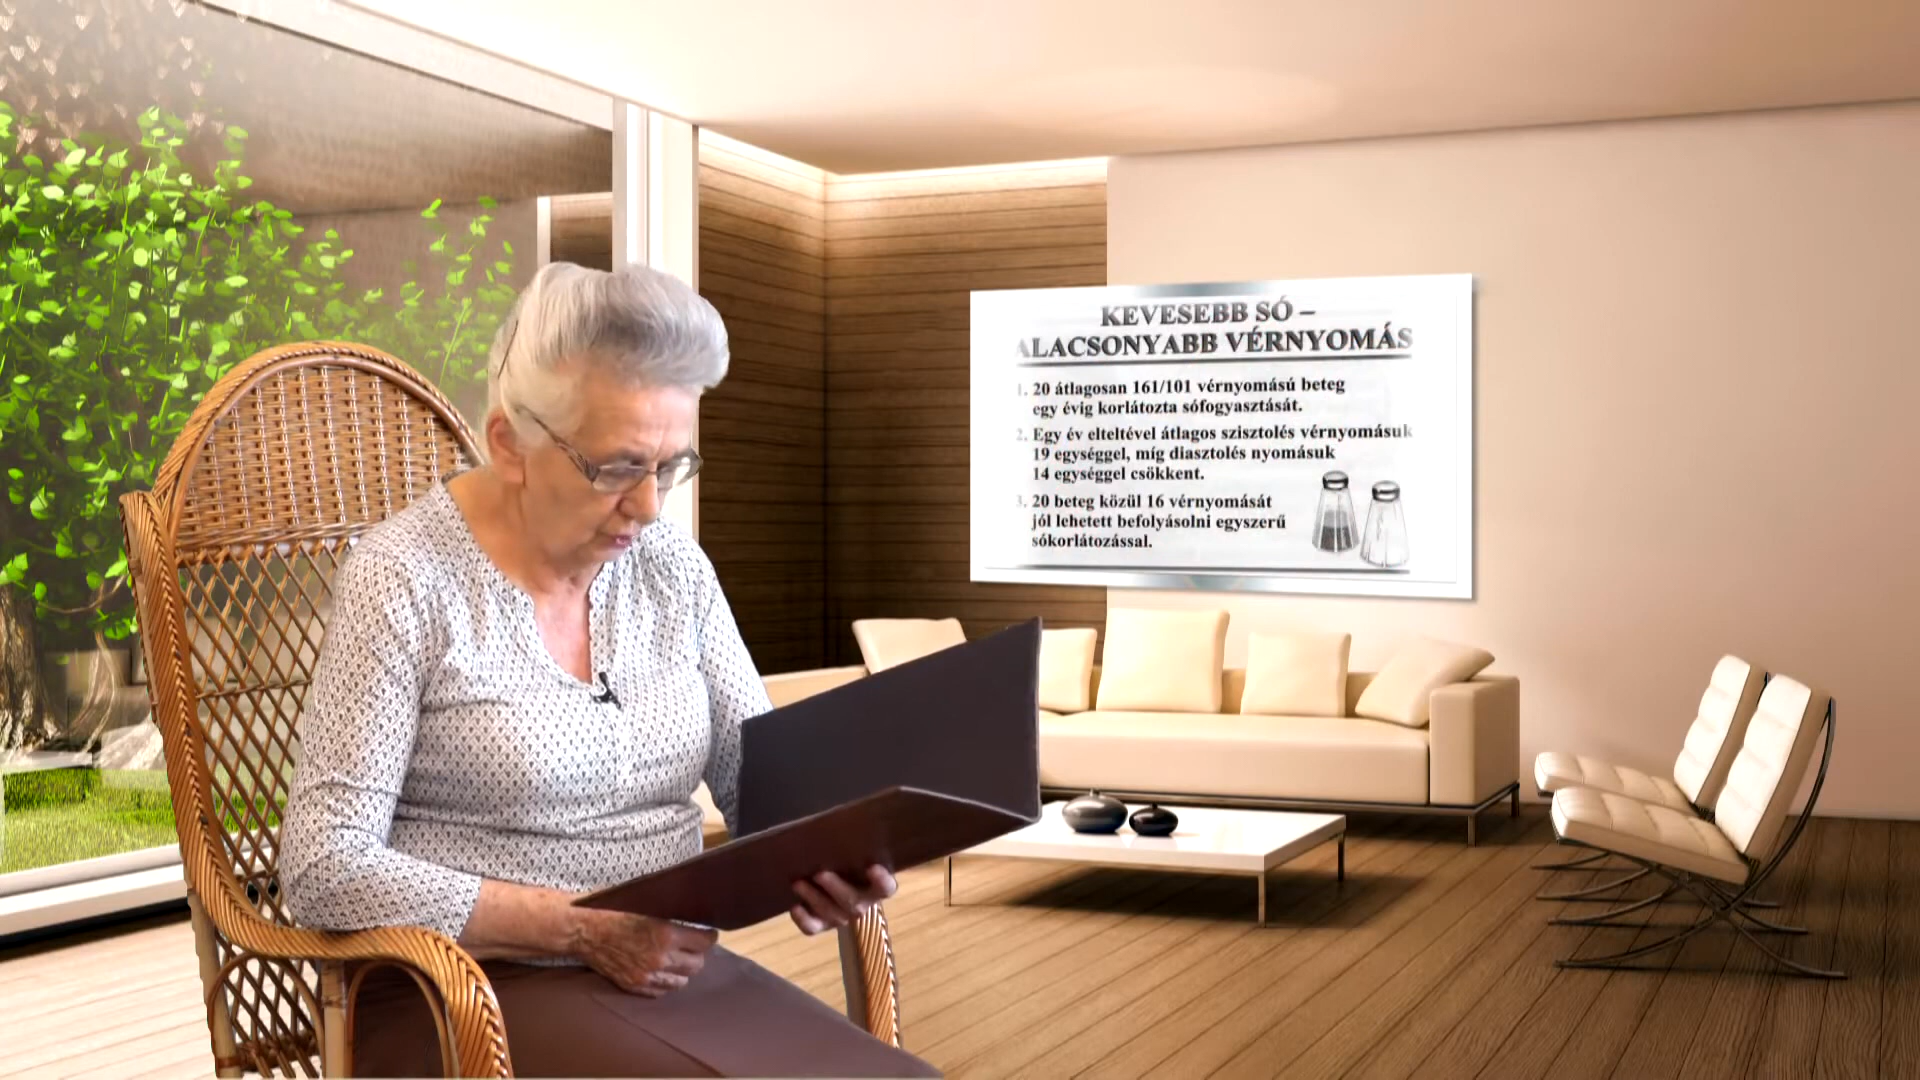 KEVESEBB SÓ –
ALACSONYABB VÉRNYOMÁS
1. 20 átlagosan 161/101 vérnyomású beteg
egy évig korlátozta sófogyasztását.
2. Egy év elteltével átlagos szisztolés vérnyomásuk
19 egységgel, míg diasztolés nyomásuk
14 egységgel csökkent.
3. 20 beteg közül 16 vérnyomását
jól lehetett befolyásolni egyszerű
sókorlátozással.